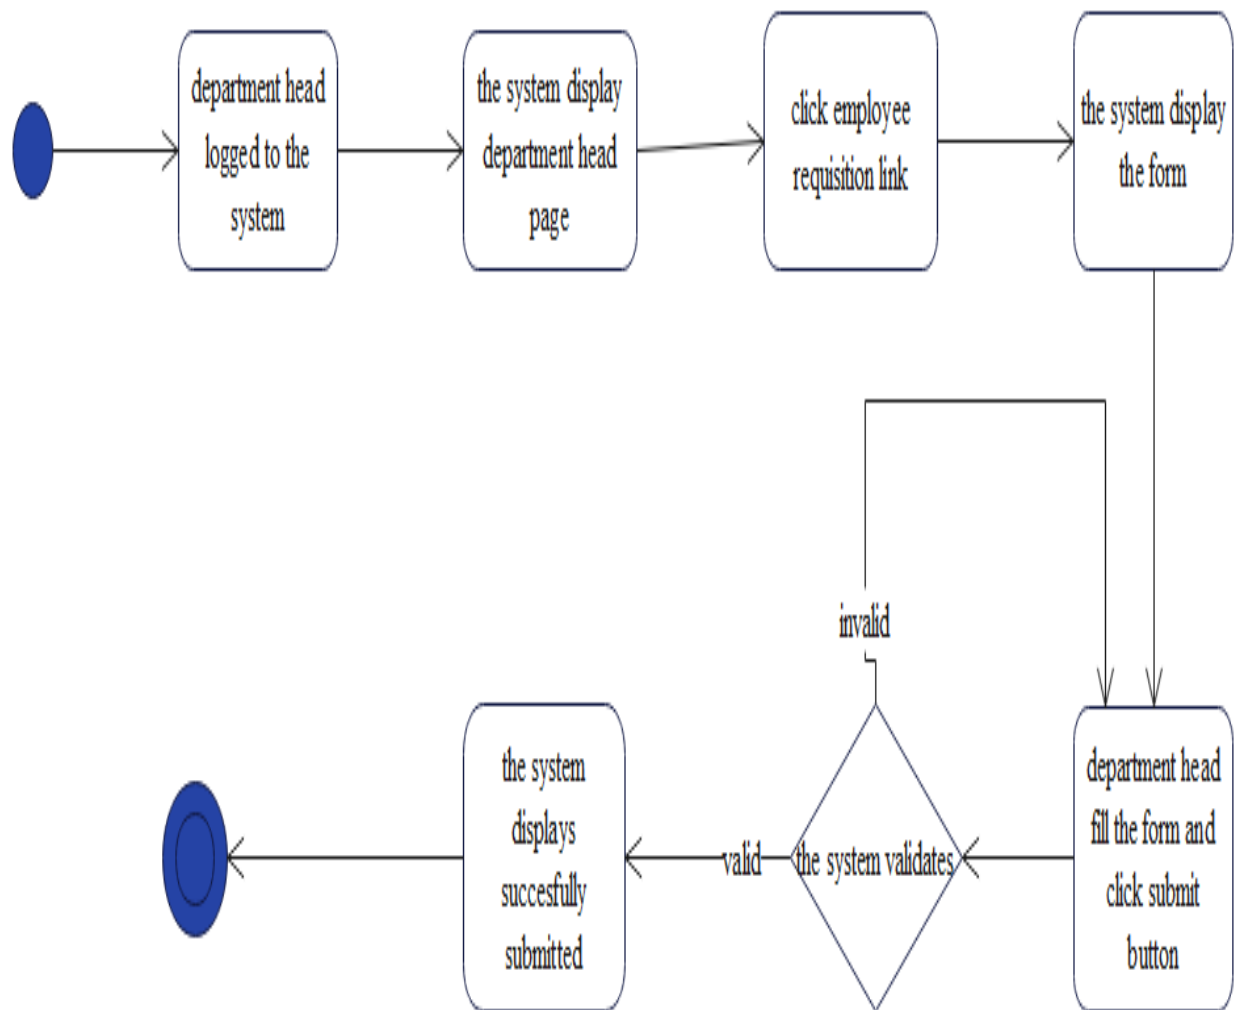 department head
logged to the
system
the system display
department head
page
click employee
requisition link
the system display
the form
invalid
department head
fill the form and
click submit
button
the system validates
valid
the system
displays
succesfully
submitted